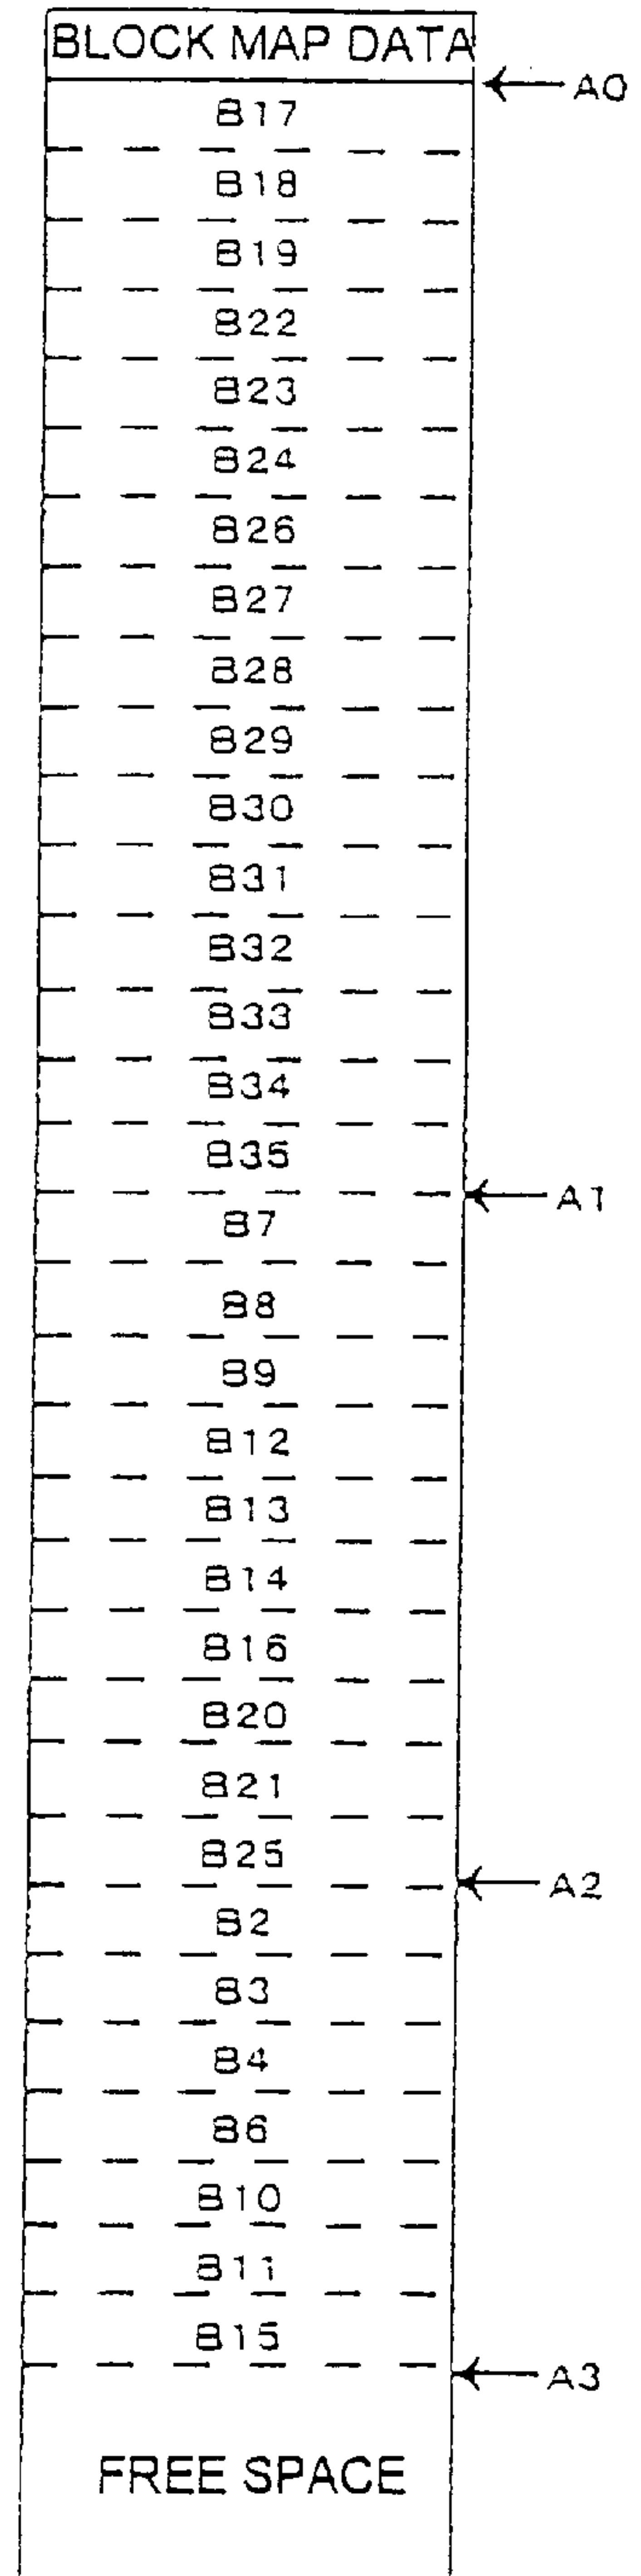 BLOCK MAP DATA
A0
B17
B18
B19
B22
B23
B24
B26
B27
B28
B29
B30
B31
B32
B33
B34
B35
A1
B7
B8
B9
B12
B13
B14
B16
B20
B21
B25
A2
B2
B3
B4
B6
B10
B11
B15
A3
FREE SPACE